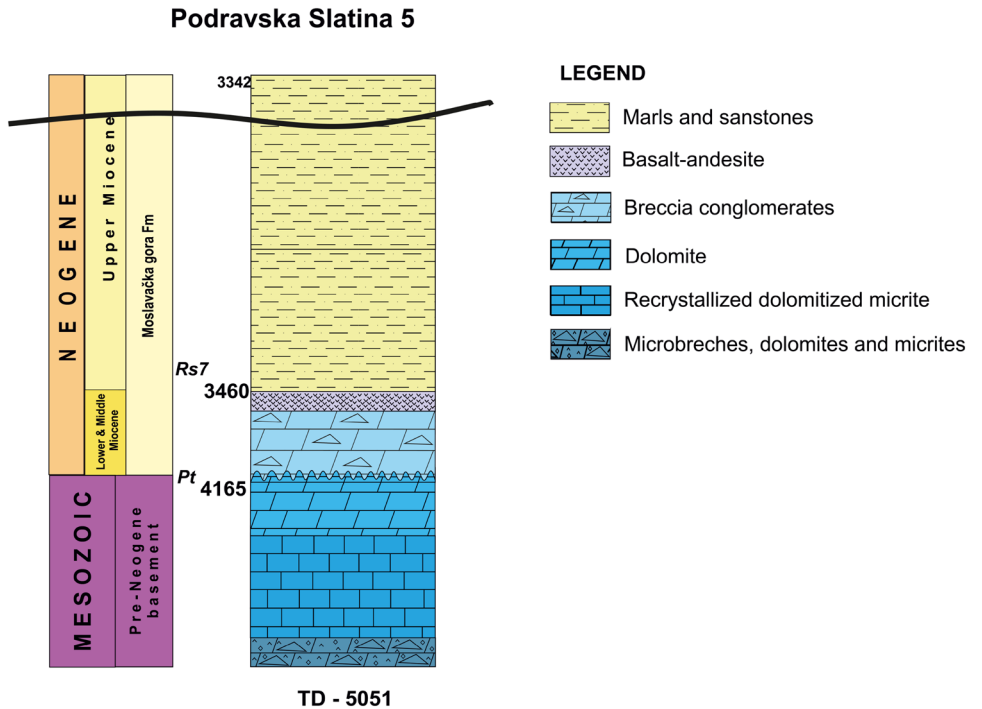 Podravska Slatina 5
3342
N E O G E N E
Upper Miocene
Moslavačka gora Fm
Rs7
3460
Lower & Middle
Miocene
Pt
4165
MESOZOIC
Pre-Neogene
basement
TD - 5051
LEGEND
Marls and sanstones
Basalt-andesite
Breccia conglomerates
Dolomite
Recrystallized dolomitized micrite
Microbreches, dolomites and micrites